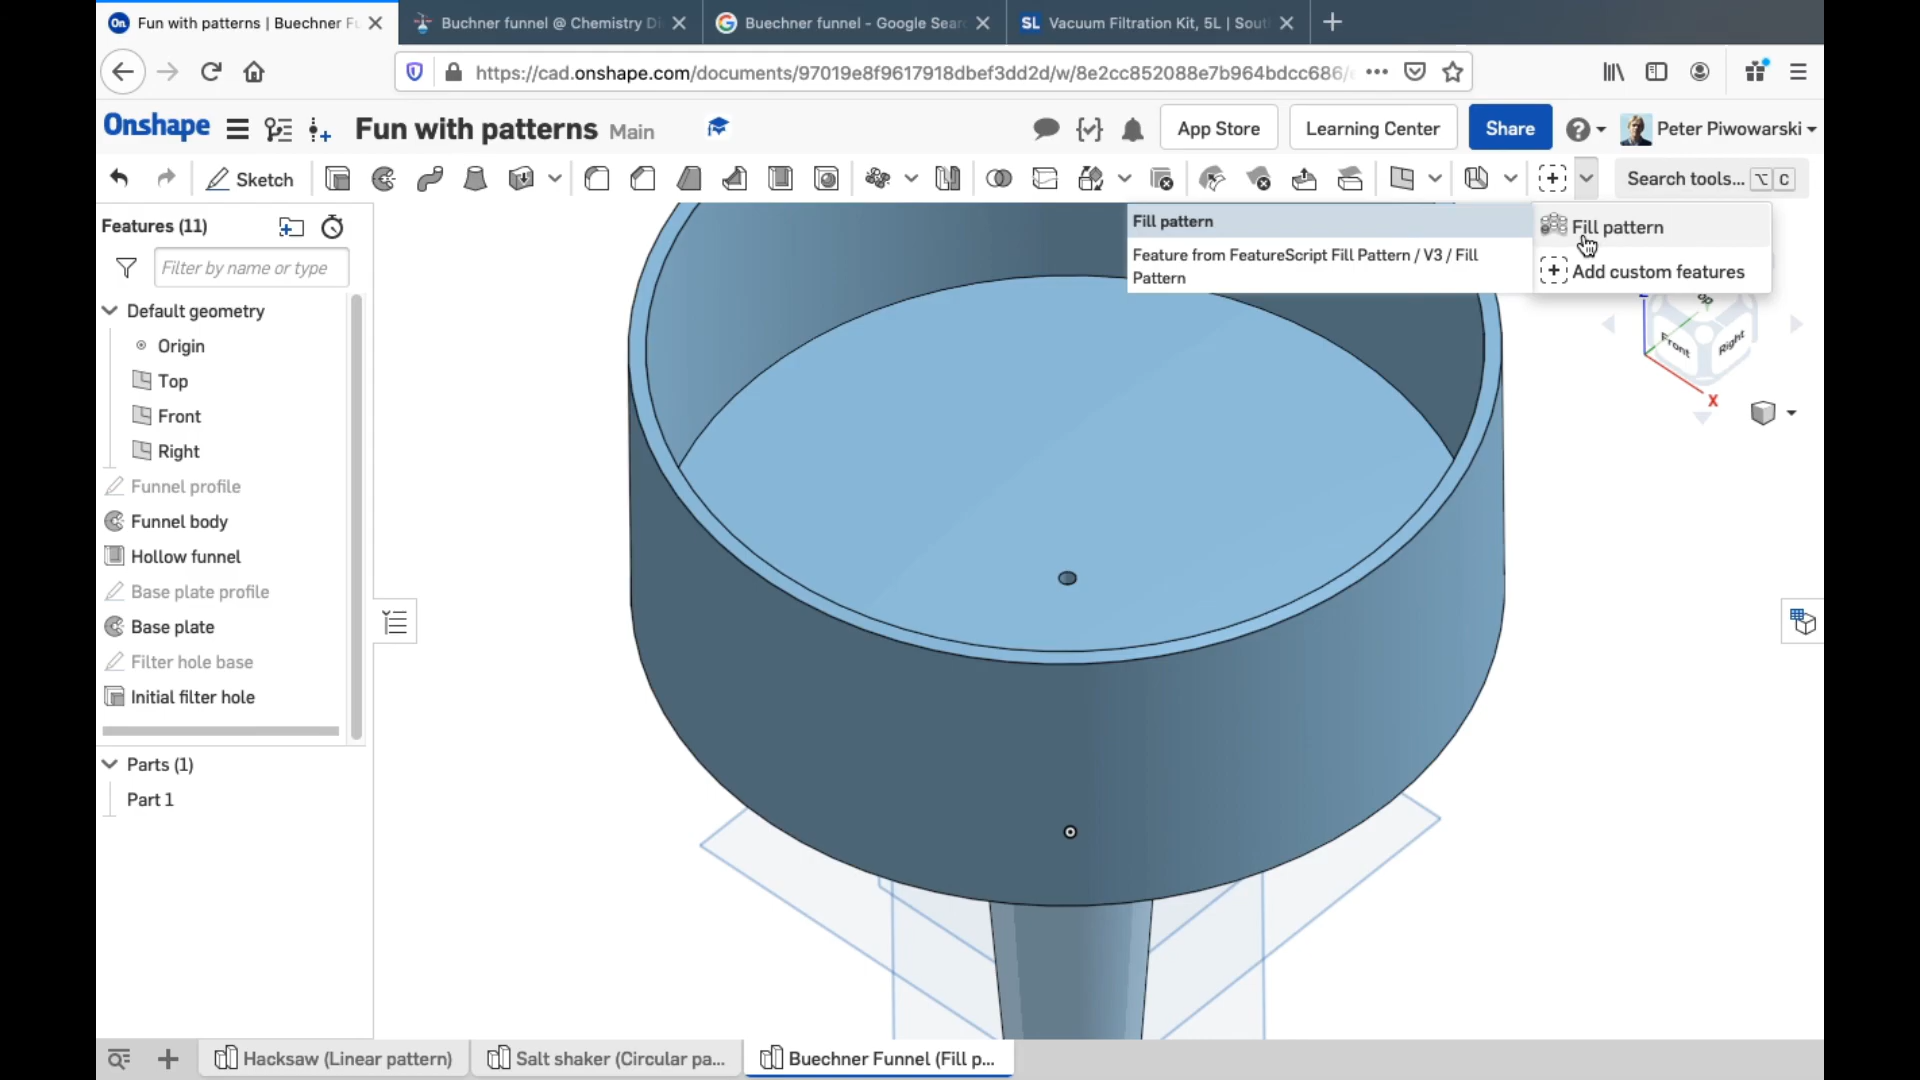 On Fun with patterns | Buechner Fu
Buchner funnel @ Chemistry Di
Buechner funnel - Google Sear
SL Vacuum Filtration Kit, 5L | Sout
https://cad.onshape.com/documents/97019e8f9617918dbef3dd2d/w/8e2cc852088e7b964bdcc686/
Onshape
Fun with patterns Main
App Store
Learning Center
Share
Peter Piwowarski
Sketch
Search tools... ⌥ C
Features (11)
Filter by name or type
Default geometry
Origin
Top
Front
Right
Funnel profile
Funnel body
Hollow funnel
Base plate profile
Base plate
Filter hole base
Initial filter hole
Parts (1)
Part 1
Fill pattern
Feature from FeatureScript Fill Pattern / V3 / Fill
Pattern
Fill pattern
Add custom features
Front
Right
X
Hacksaw (Linear pattern)
Salt shaker (Circular pa...
Buechner Funnel (Fill p...